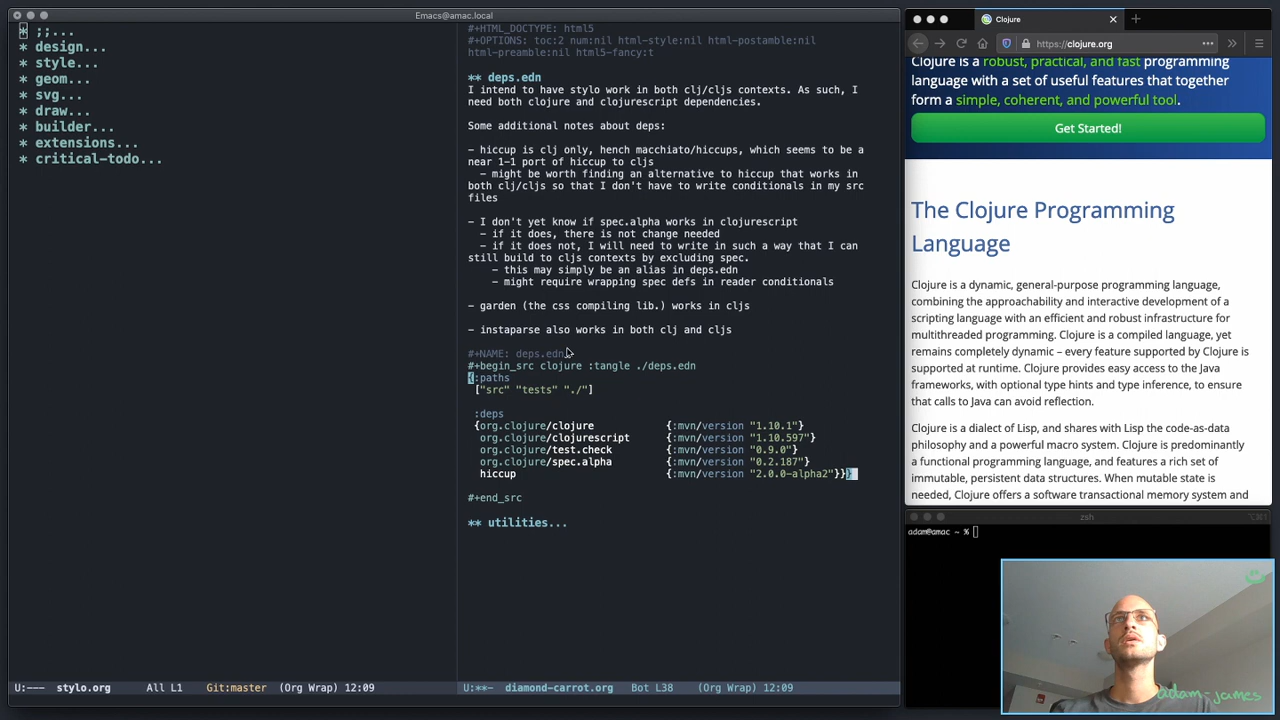 Emacs@amac.local
* ;;...
* design...
* style...
* geom...
* svg...
* draw...
* builder...
* extensions...
* critical-todo...
U:--- stylo.org All L1 Git:master (Org Wrap) 12:09
#+HTML_DOCTYPE: html5
#+OPTIONS: toc:2 num:nil html-style:nil html-postamble:nil
html-preamble:nil html5-fancy:t
** deps.edn
I intend to have stylo work in both clj/cljs contexts. As such, I
need both clojure and clojurescript dependencies.
Some additional notes about deps:
- hiccup is clj only, hench macchiato/hiccups, which seems to be a
near 1-1 port of hiccup to cljs
- might be worth finding an alternative to hiccup that works in
both clj/cljs so that I don't have to write conditionals in my src
files
- I don't yet know if spec.alpha works in clojurescript
- if it does, there is not change needed
- if it does not, I will need to write in such a way that I can
still build to cljs contexts by excluding spec.
- this may simply be an alias in deps.edn
- might require wrapping spec defs in reader conditionals
- garden (the css compiling lib.) works in cljs
- instaparse also works in both clj and cljs
#+NAME: deps.edn
#+begin_src clojure :tangle ./deps.edn
{:paths
["src" "tests" "./"]
:deps
{org.clojure/clojure {:mvn/version "1.10.1"}
org.clojure/clojurescript {:mvn/version "1.10.597"}
org.clojure/test.check {:mvn/version "0.9.0"}
org.clojure/spec.alpha {:mvn/version "0.2.187"}
hiccup {:mvn/version "2.0.0-alpha2"}}}
#+end_src
** utilities...
U:**- diamond-carrot.org Bot L38 (Org Wrap) 12:09
Clojure
https://clojure.org
Clojure is a robust, practical, and fast programming
language with a set of useful features that together
form a simple, coherent, and powerful tool.
Get Started!
The Clojure Programming
Language
Clojure is a dynamic, general-purpose programming language,
combining the approachability and interactive development of a
scripting language with an efficient and robust infrastructure for
multithreaded programming. Clojure is a compiled language, yet
remains completely dynamic – every feature supported by Clojure is
supported at runtime. Clojure provides easy access to the Java
frameworks, with optional type hints and type inference, to ensure
that calls to Java can avoid reflection.
Clojure is a dialect of Lisp, and shares with Lisp the code-as-data
philosophy and a powerful macro system. Clojure is predominantly
a functional programming language, and features a rich set of
immutable, persistent data structures. When mutable state is
needed, Clojure offers a software transactional memory system and
zsh
adam@amac ~ %
adam-james